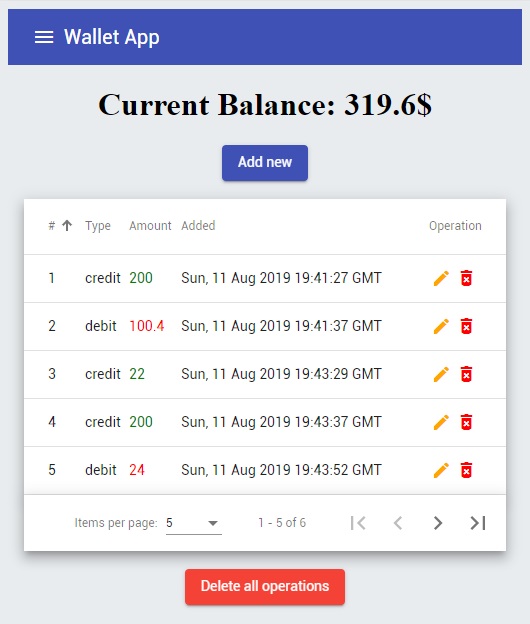 Wallet App
Current Balance: 319.6$
Add new
# Type Amount Added Operation
1 credit 200 Sun, 11 Aug 2019 19:41:27 GMT
2 debit 100.4 Sun, 11 Aug 2019 19:41:37 GMT
3 credit 22 Sun, 11 Aug 2019 19:43:29 GMT
4 credit 200 Sun, 11 Aug 2019 19:43:37 GMT
5 debit 24 Sun, 11 Aug 2019 19:43:52 GMT
Items per page: 5 1 - 5 of 6
Delete all operations